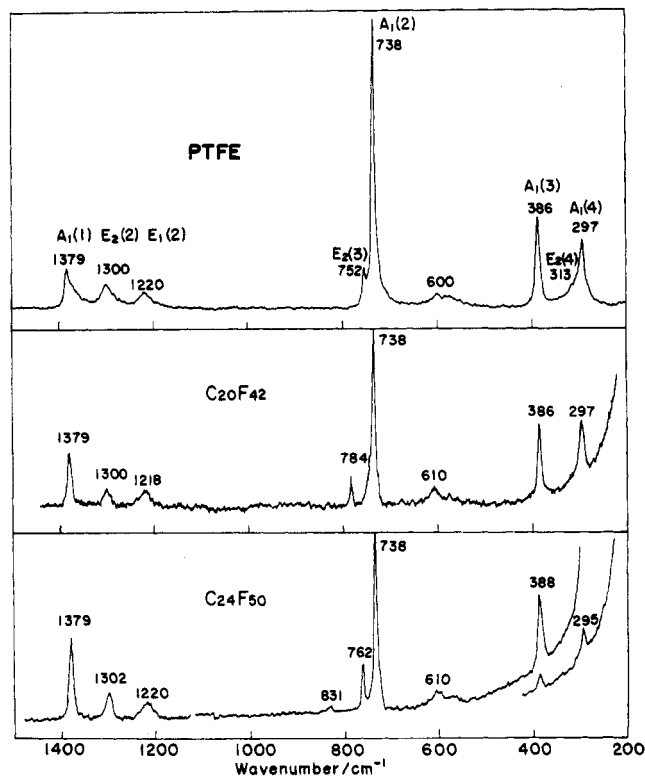 A₁(2)
738
PTFE
A₁(3)
386
A₁(4)
297
A₁(1) E₂(2) E₁(2)
1379
1300
1220
E₂(3)
752
E₂(4)
313
600
738
C₂₀F₄₂
1379
1300
1218
784
610
386
297
738
C₂₄F₅₀
1379
1302
1220
831
762
610
388
295
1400 1200 1000 800 600 400 200
Wavenumber/cm⁻¹